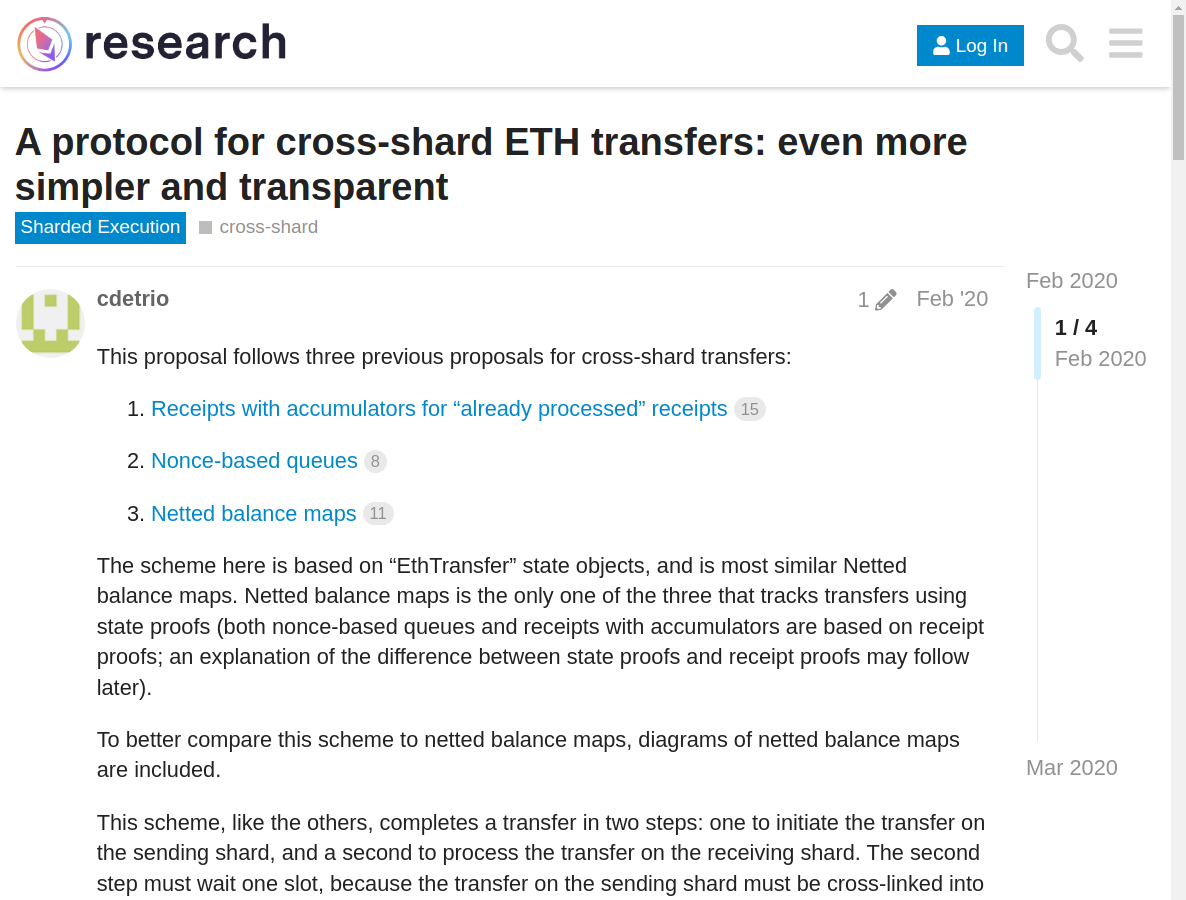 research
Log In
A protocol for cross-shard ETH transfers: even more
simpler and transparent
Sharded Execution
cross-shard
cdetrio
1
Feb '20
Feb 2020
1 / 4
Feb 2020
Mar 2020
This proposal follows three previous proposals for cross-shard transfers:
1. Receipts with accumulators for “already processed” receipts 15
2. Nonce-based queues 8
3. Netted balance maps 11
The scheme here is based on “EthTransfer” state objects, and is most similar Netted
balance maps. Netted balance maps is the only one of the three that tracks transfers using
state proofs (both nonce-based queues and receipts with accumulators are based on receipt
proofs; an explanation of the difference between state proofs and receipt proofs may follow
later).
To better compare this scheme to netted balance maps, diagrams of netted balance maps
are included.
This scheme, like the others, completes a transfer in two steps: one to initiate the transfer on
the sending shard, and a second to process the transfer on the receiving shard. The second
step must wait one slot, because the transfer on the sending shard must be cross-linked into